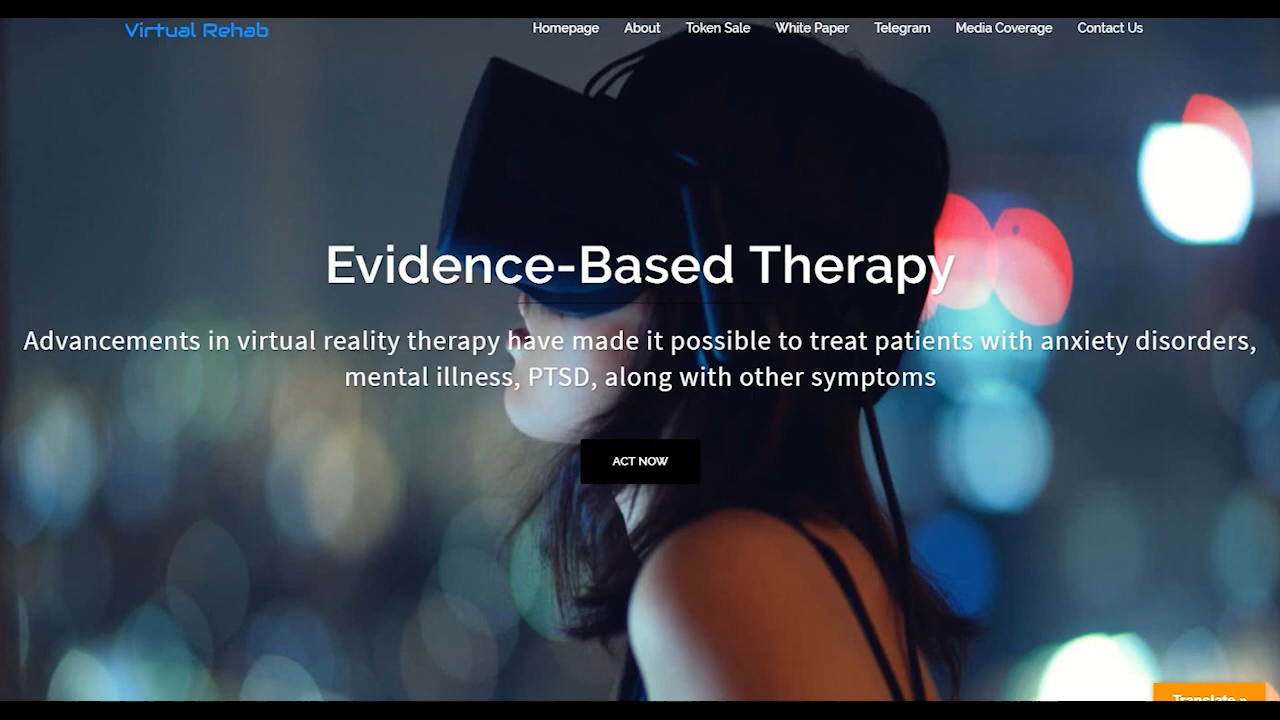 Virtual Rehab
Homepage About Token Sale White Paper Telegram Media Coverage Contact Us
Evidence-Based Therapy
Advancements in virtual reality therapy have made it possible to treat patients with anxiety disorders,
mental illness, PTSD, along with other symptoms
ACT NOW
Translate »